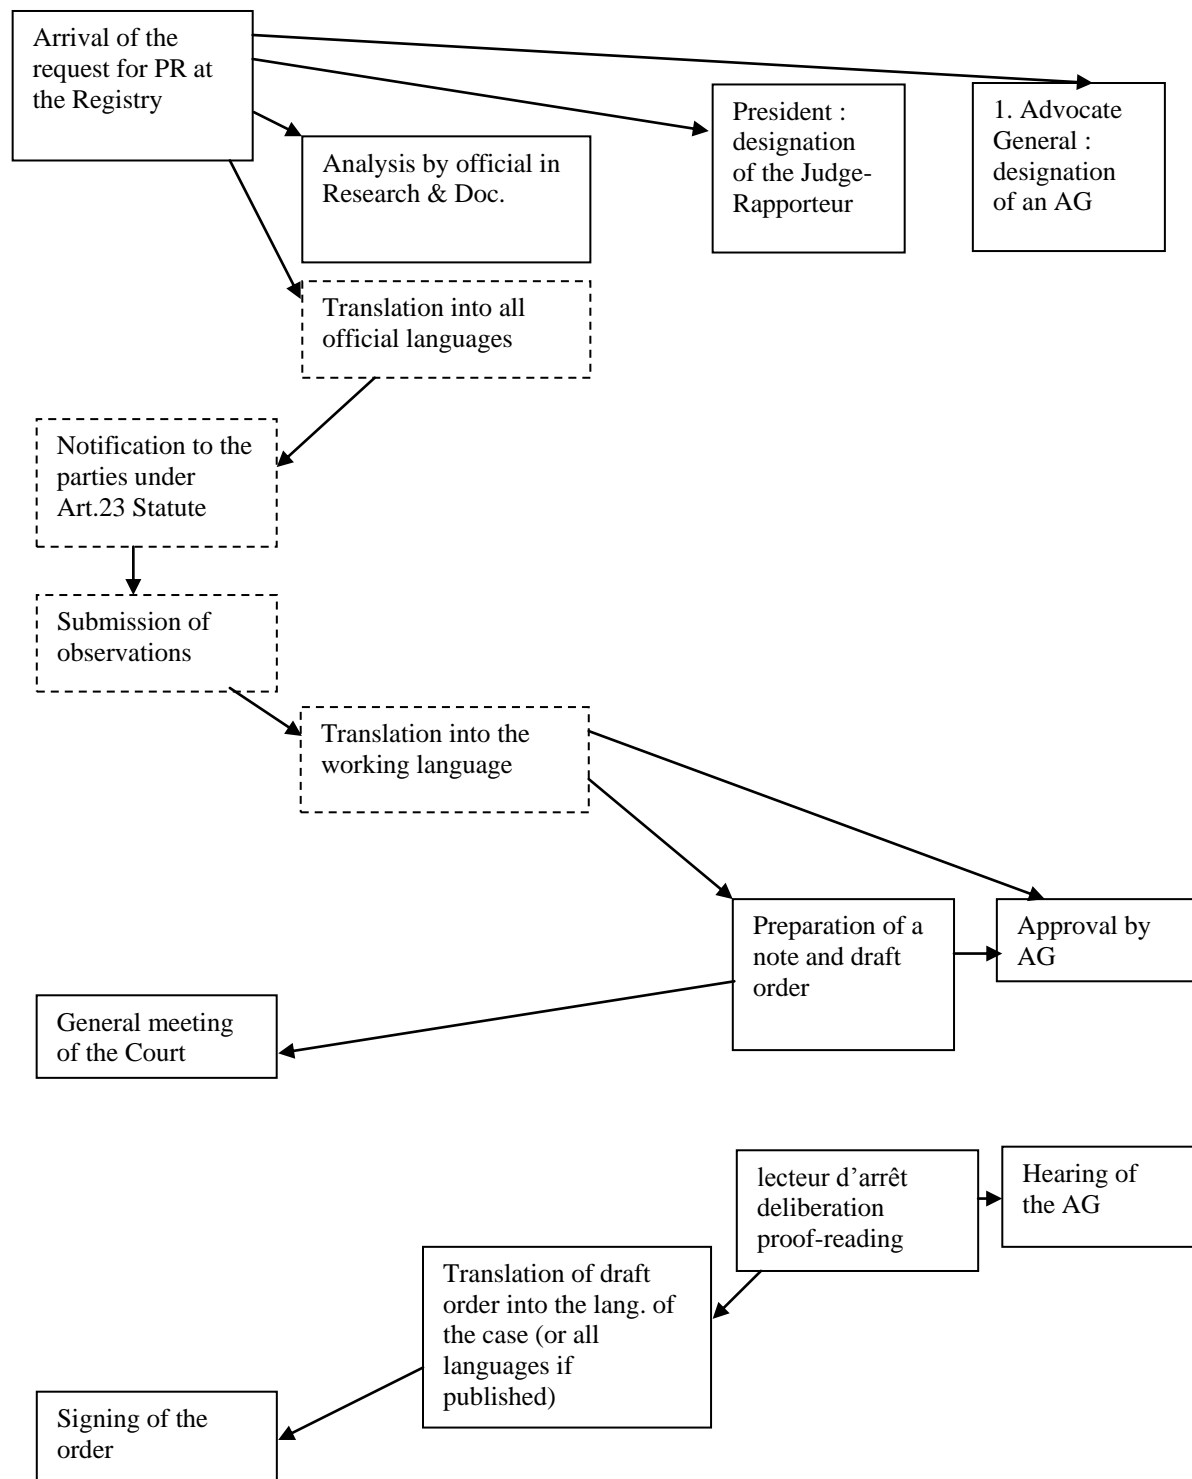 Arrival of the
request for PR at
the Registry
President :
designation
of the Judge-
Rapporteur
1. Advocate
General :
designation
of an AG
Analysis by official in
Research & Doc.
Translation into all
official languages
Notification to the
parties under
Art.23 Statute
Submission of
observations
Translation into the
working language
Preparation of a
note and draft
order
Approval by
AG
General meeting
of the Court
lecteur d’arrêt
deliberation
proof-reading
Hearing of
the AG
Translation of draft
order into the lang. of
the case (or all
languages if
published)
Signing of the
order